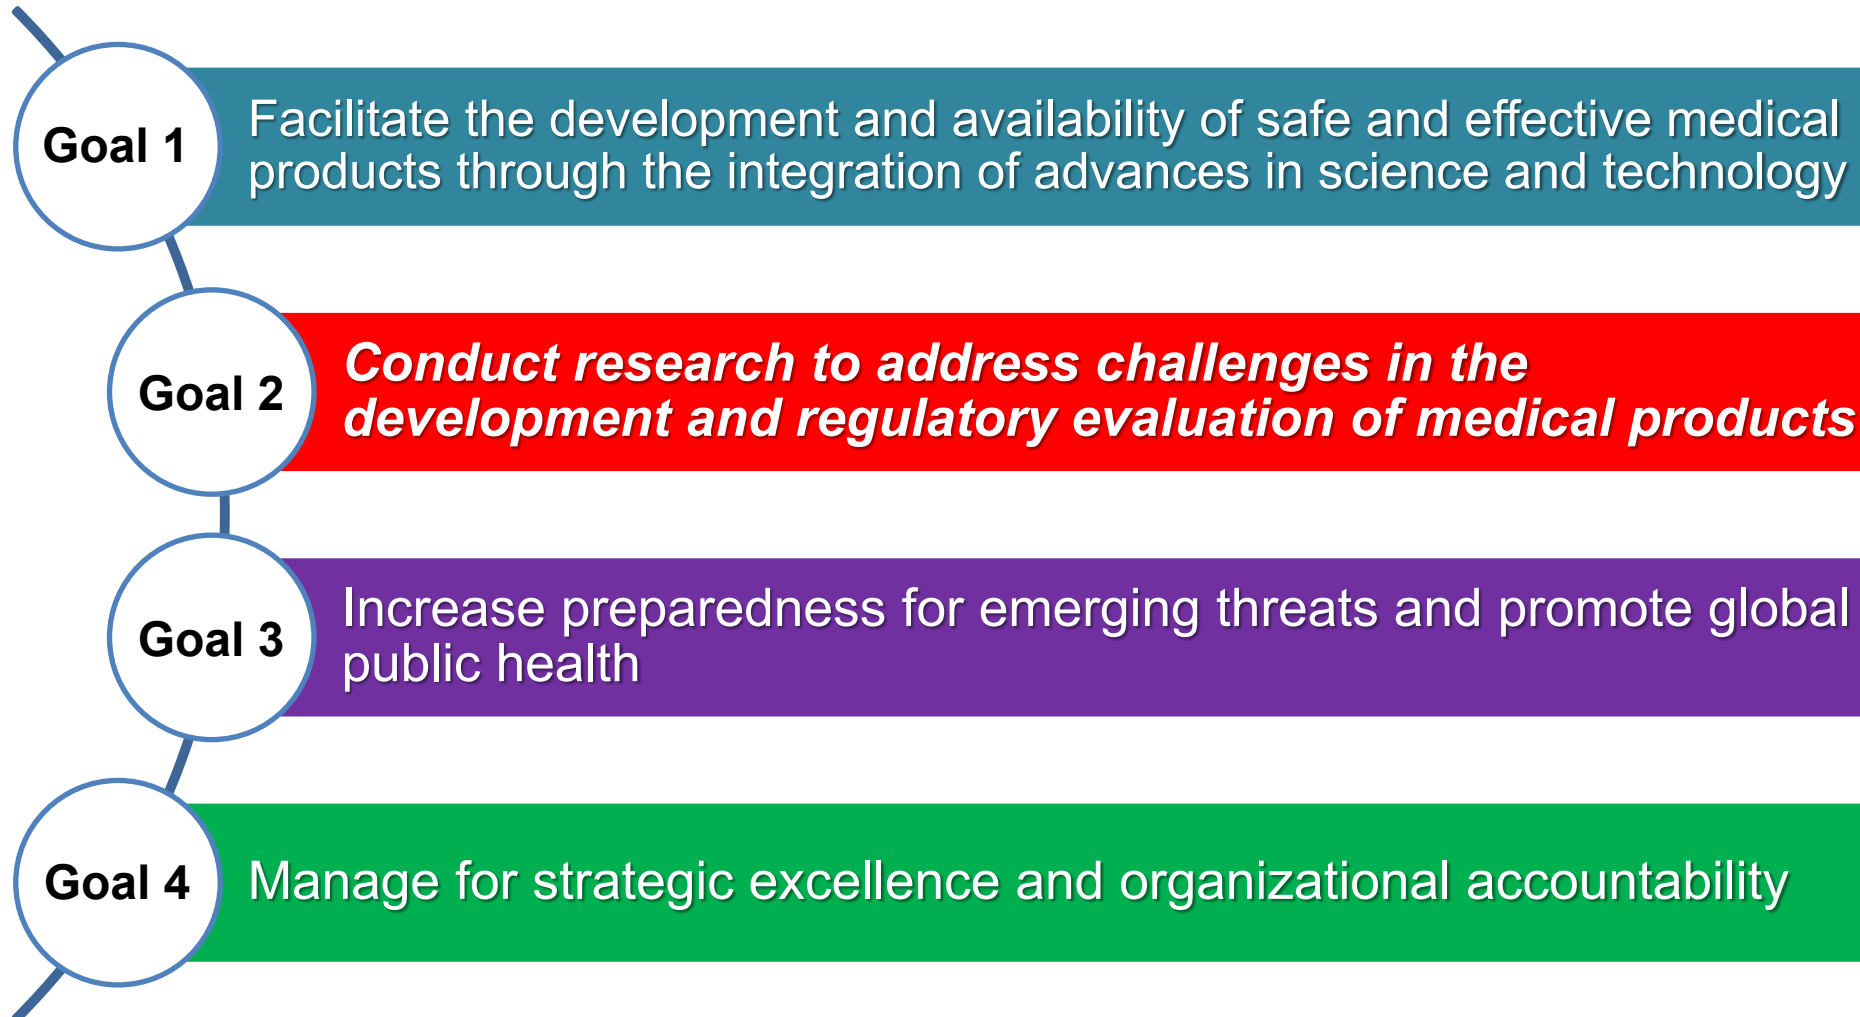 Goal 1
Facilitate the development and availability of safe and effective medical
products through the integration of advances in science and technology
Goal 2
Conduct research to address challenges in the
development and regulatory evaluation of medical products
Goal 3
Increase preparedness for emerging threats and promote global
public health
Goal 4
Manage for strategic excellence and organizational accountability